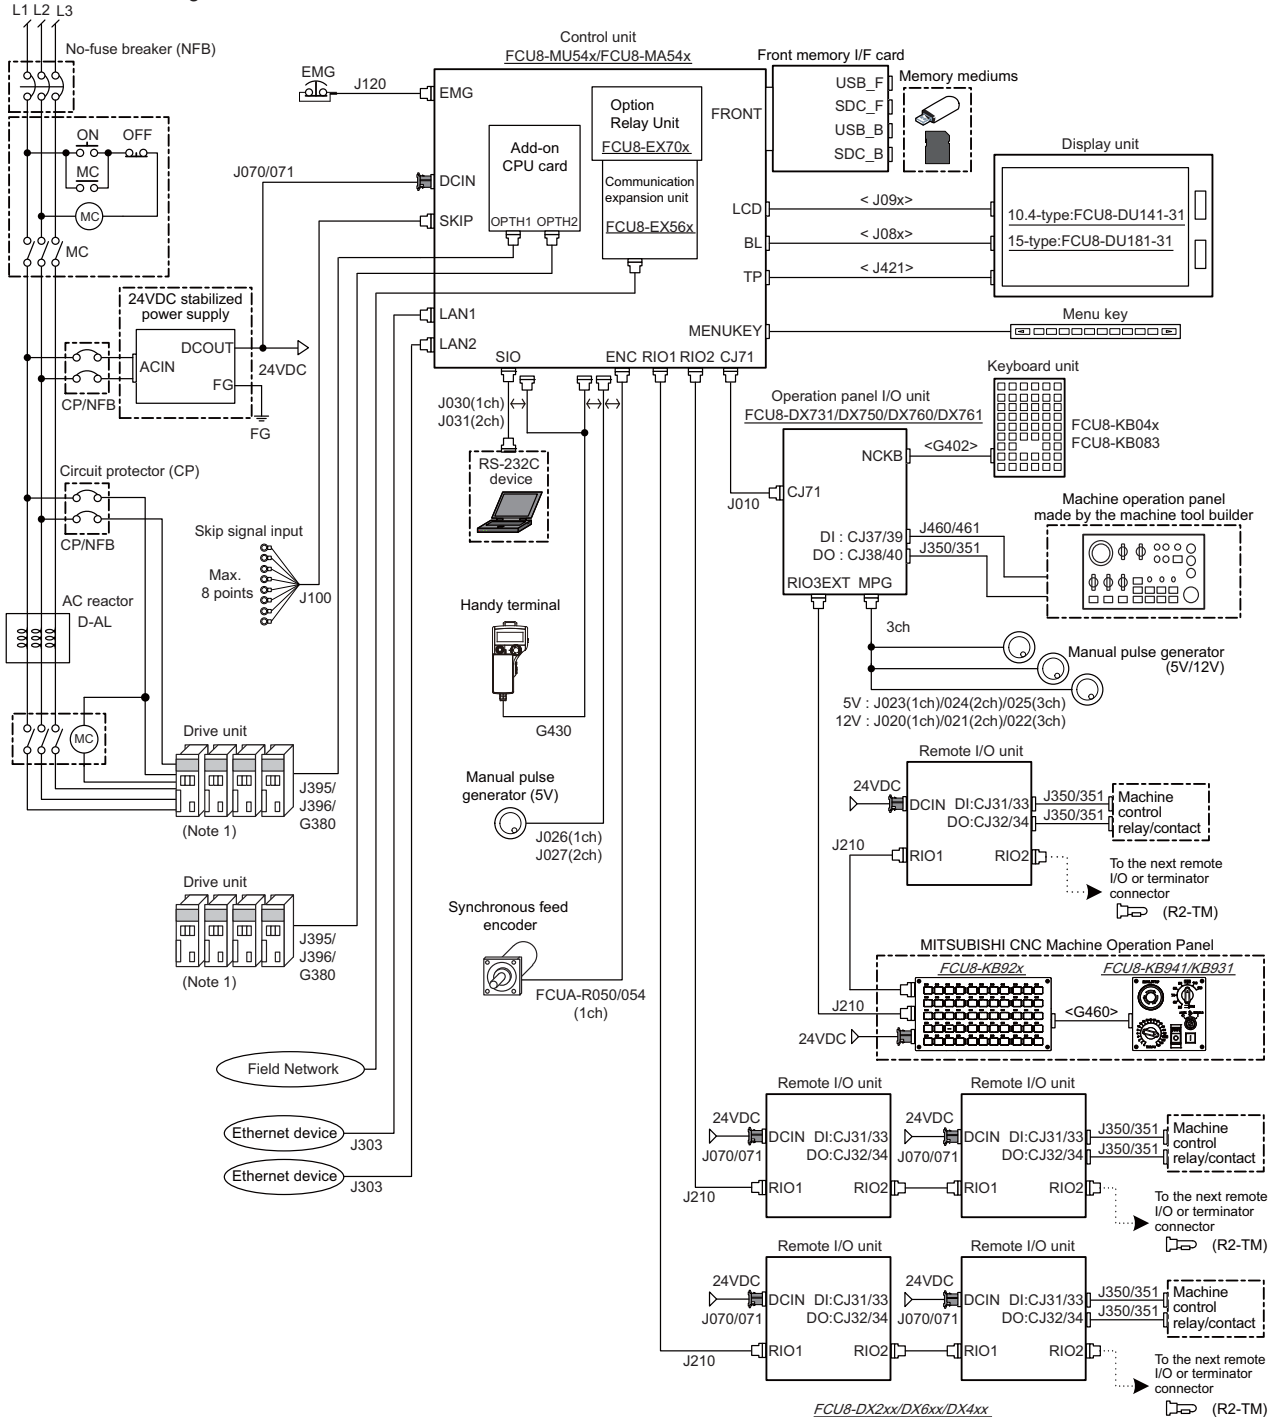 L1 L2 L3
No-fuse breaker (NFB)
ON OFF
MC
MC
MC
24VDC stabilized
power supply
DCOUT
ACIN
FG
24VDC
FG
CP/NFB
Circuit protector (CP)
CP/NFB
AC reactor
D-AL
MC
Drive unit
(Note 1)
J395/
J396/
G380
Drive unit
(Note 1)
J395/
J396/
G380
Skip signal input
Max.
8 points
J100
Field Network
Ethernet device
J303
Ethernet device
J303
EMG
J120
J070/071
Control unit
FCU8-MU54x/FCU8-MA54x
EMG
DCIN
SKIP
LAN1
LAN2
Add-on
CPU card
OPTH1 OPTH2
Option
Relay Unit
FCU8-EX70x
Communication
expansion unit
FCU8-EX56x
FRONT
LCD
BL
TP
MENUKEY
SIO
ENC RIO1 RIO2 CJ71
Front memory I/F card
USB_F
SDC_F
USB_B
SDC_B
Memory mediums
Display unit
< J09x>
< J08x>
< J421>
10.4-type:FCU8-DU141-31
15-type:FCU8-DU181-31
Menu key
Keyboard unit
FCU8-KB04x
FCU8-KB083
<G402>
Operation panel I/O unit
FCU8-DX731/DX750/DX760/DX761
NCKB
CJ71
J010
DI : CJ37/39
DO : CJ38/40
RIO3EXT MPG
J460/461
J350/351
Machine operation panel
made by the machine tool builder
3ch
Manual pulse generator
(5V/12V)
5V : J023(1ch)/024(2ch)/025(3ch)
12V : J020(1ch)/021(2ch)/022(3ch)
J030(1ch)
J031(2ch)
RS-232C
device
Handy terminal
G430
Manual pulse
generator (5V)
J026(1ch)
J027(2ch)
Synchronous feed
encoder
FCUA-R050/054
(1ch)
Remote I/O unit
24VDC
DCIN DI:CJ31/33
DO:CJ32/34
J350/351
J350/351
Machine
control
relay/contact
J210
RIO1 RIO2
To the next remote
I/O or terminator
connector
(R2-TM)
MITSUBISHI CNC Machine Operation Panel
FCU8-KB92x
FCU8-KB941/KB931
J210
24VDC
<G460>
Remote I/O unit
Remote I/O unit
24VDC
DCIN DI:CJ31/33
DO:CJ32/34
J070/071
24VDC
DCIN DI:CJ31/33
DO:CJ32/34
J070/071
J350/351
J350/351
Machine
control
relay/contact
J210
RIO1 RIO2
RIO1 RIO2
To the next remote
I/O or terminator
connector
(R2-TM)
Remote I/O unit
Remote I/O unit
24VDC
DCIN DI:CJ31/33
DO:CJ32/34
J070/071
24VDC
DCIN DI:CJ31/33
DO:CJ32/34
J070/071
J350/351
J350/351
Machine
control
relay/contact
J210
RIO1 RIO2
RIO1 RIO2
To the next remote
I/O or terminator
connector
(R2-TM)
FCU8-DX2xx/DX6xx/DX4xx